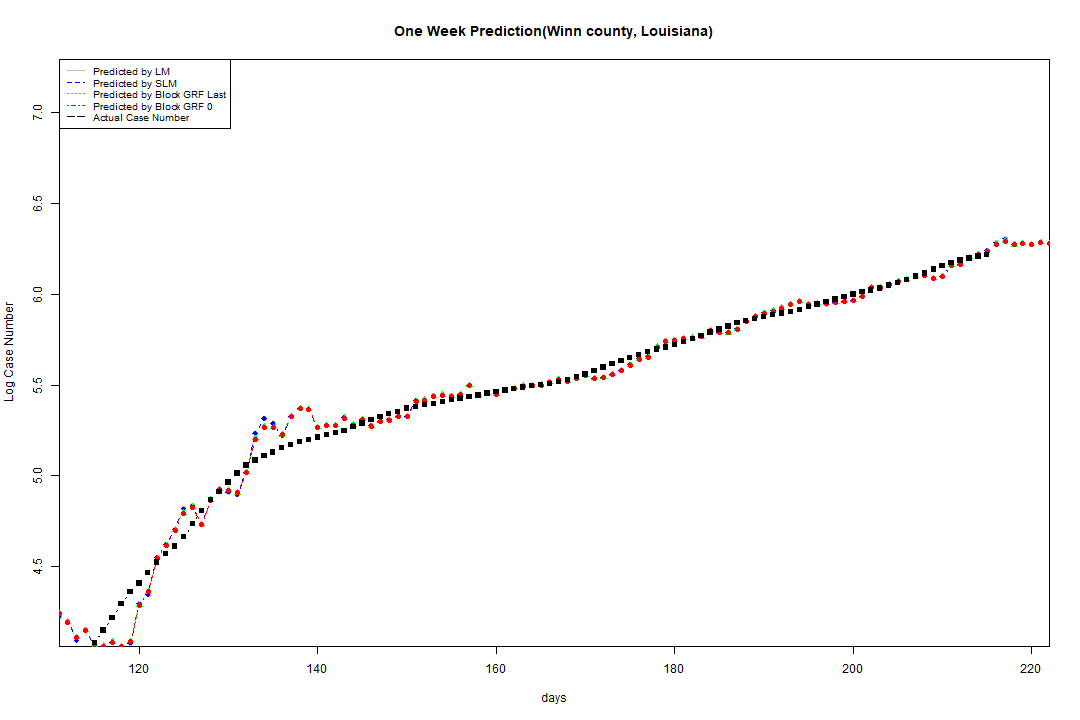 One Week Prediction(Winn county, Louisiana)
Predicted by LM
Predicted by SLM
Predicted by Block GRF Last
Predicted by Block GRF 0
Actual Case Number
7.0
6.5
6.0
5.5
5.0
4.5
Log Case Number
120 140 160 180 200 220
days